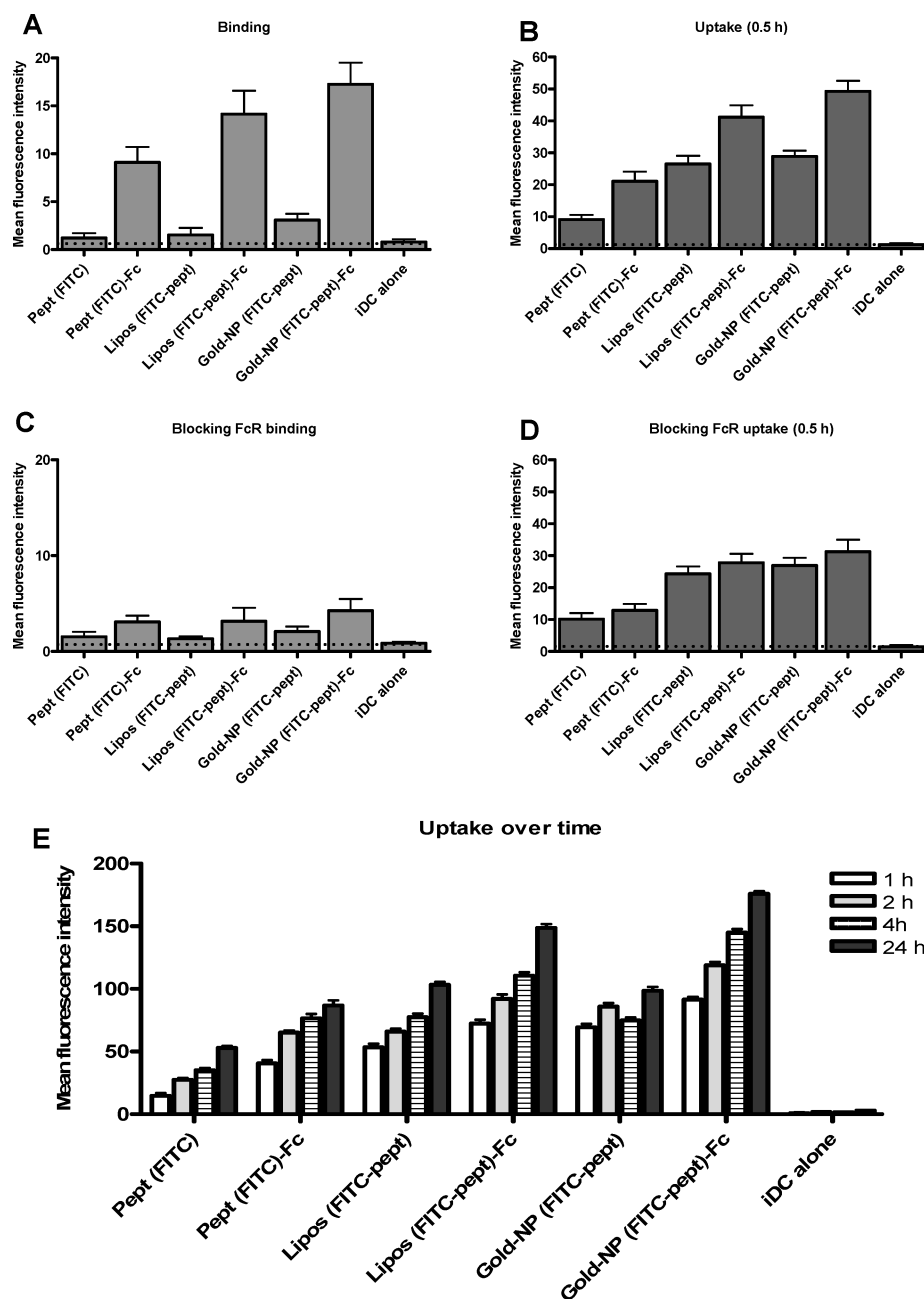 A
Binding
Mean fluorescence intensity
20
15
10
5
0
Pept (FITC)
Pept (FITC)-Fc
Lipos (FITC-pept)
Lipos (FITC-pept)-Fc
Gold-NP (FITC-pept)
Gold-NP (FITC-pept)-Fc
iDC alone
B
Uptake (0.5 h)
Mean fluorescence intensity
60
50
40
30
20
10
0
Pept (FITC)
Pept (FITC)-Fc
Lipos (FITC-pept)
Lipos (FITC-pept)-Fc
Gold-NP (FITC-pept)
Gold-NP (FITC-pept)-Fc
iDC alone
C
Blocking FcR binding
Mean fluorescence intensity
20
10
0
Pept (FITC)
Pept (FITC)-Fc
Lipos (FITC-pept)
Lipos (FITC-pept)-Fc
Gold-NP (FITC-pept)
Gold-NP (FITC-pept)-Fc
iDC alone
D
Blocking FcR uptake (0.5 h)
Mean fluorescence intensity
60
50
40
30
20
10
0
Pept (FITC)
Pept (FITC)-Fc
Lipos (FITC-pept)
Lipos (FITC-pept)-Fc
Gold-NP (FITC-pept)
Gold-NP (FITC-pept)-Fc
iDC alone
E
Uptake over time
Mean fluorescence intensity
200
150
100
50
0
1 h
2 h
4h
24 h
Pept (FITC)
Pept (FITC)-Fc
Lipos (FITC-pept)
Lipos (FITC-pept)-Fc
Gold-NP (FITC-pept)
Gold-NP (FITC-pept)-Fc
iDC alone